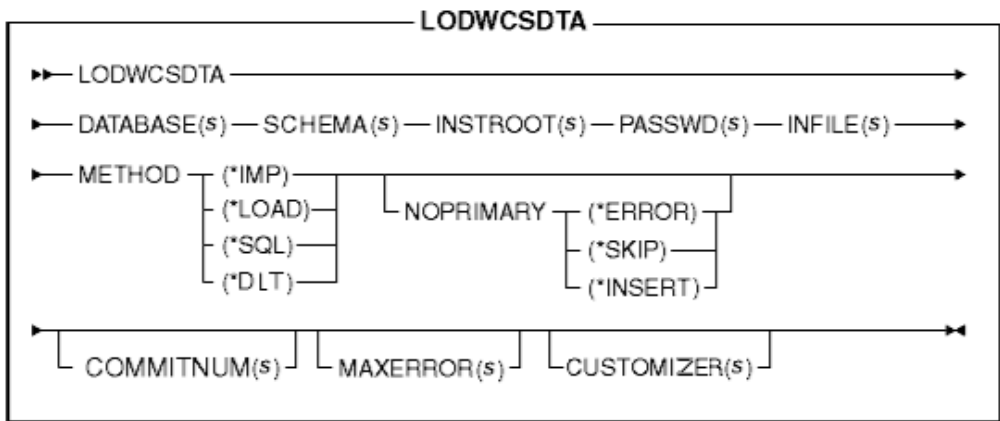 LODWCSDTA
LODWCSDTA
DATABASE(s) SCHEMA(s) INSTROOT(s) PASSWD(s) INFILE(s)
METHOD (*IMP)
(*LOAD)
(*SQL)
(*DLT)
NOPRIMARY (*ERROR)
(*SKIP)
(*INSERT)
COMMITNUM(s) MAXERROR(s) CUSTOMIZER(s)